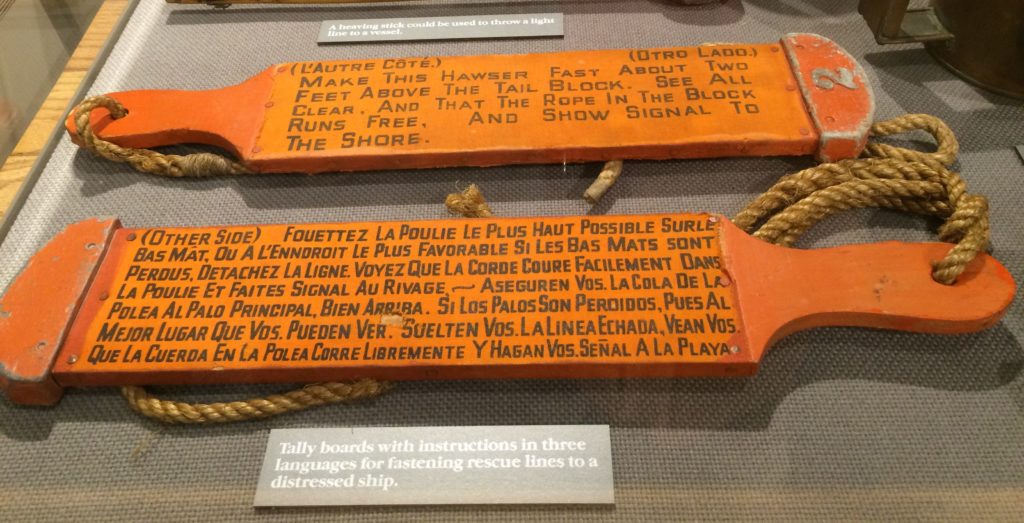 A heaving stick could be used to throw a light
line to a vessel.
(L'AUTRE CÔTÉ.) (OTRO LADO.)
MAKE THIS HAWSER FAST ABOUT TWO
FEET ABOVE THE TAIL BLOCK. SEE ALL
CLEAR, AND THAT THE ROPE IN THE BLOCK
RUNS FREE, AND SHOW SIGNAL TO
THE SHORE.
2
(OTHER SIDE) FOUETTEZ LA POULIE LE PLUS HAUT POSSIBLE SURLE
BAS MAT, OU A L'ENNDROIT LE PLUS FAVORABLE SI LES BAS MATS SONT
PERDUS, DETACHEZ LA LIGNE. VOYEZ QUE LA CORDE COURE FACILEMENT DANS
LA POULIE ET FAITES SIGNAL AU RIVAGE. — ASEGUREN VOS. LA COLA DE LA
POLEA AL PALO PRINCIPAL, BIEN ARRIBA. SI LOS PALOS SON PERDIDOS, PUES AL
MEJOR LUGAR QUE VOS. PUEDEN VER. SUELTEN VOS. LA LINEA ECHADA, VEAN VOS.
QUE LA CUERDA EN LA POLEA CORRE LIBREMENTE Y HAGAN VOS. SEÑAL A LA PLAYA
Tally boards with instructions in three
languages for fastening rescue lines to a
distressed ship.